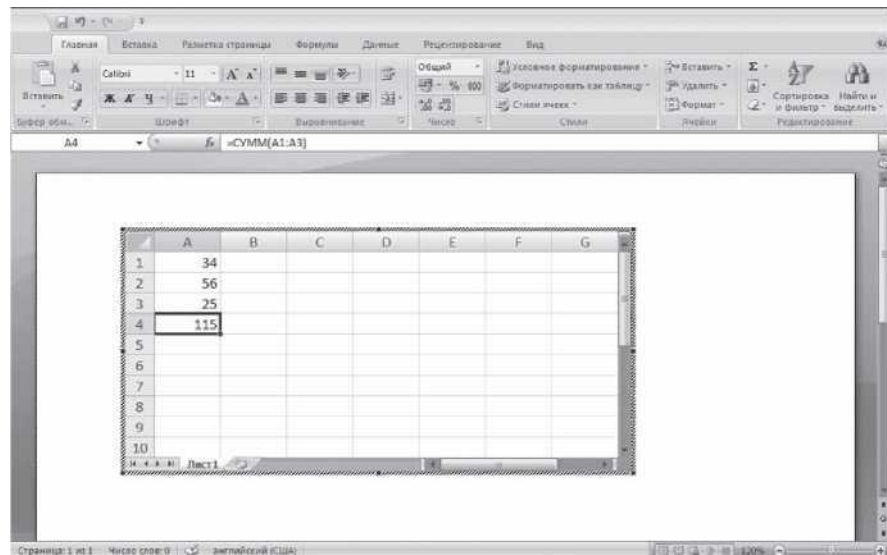 Главная Вставка Разметка страницы Формулы Данные Рецензирование Вид
Calibri 11 Общий Условное форматирование Вставить Σ
Вставить Ж К Ч % 000 Форматировать как таблицу Удалить Сортировка и фильтр Найти и выделить
Стили ячеек Формат
Буфер обм... Шрифт Выравнивание Число Стили Ячейки Редактирование
A4 fx =СУММ(A1:A3)
A B C D E F G
1 34
2 56
3 25
4 115
5
6
7
8
9
10
Лист1
Страница: 1 из 1 Число слов: 0 английский (США) 120%